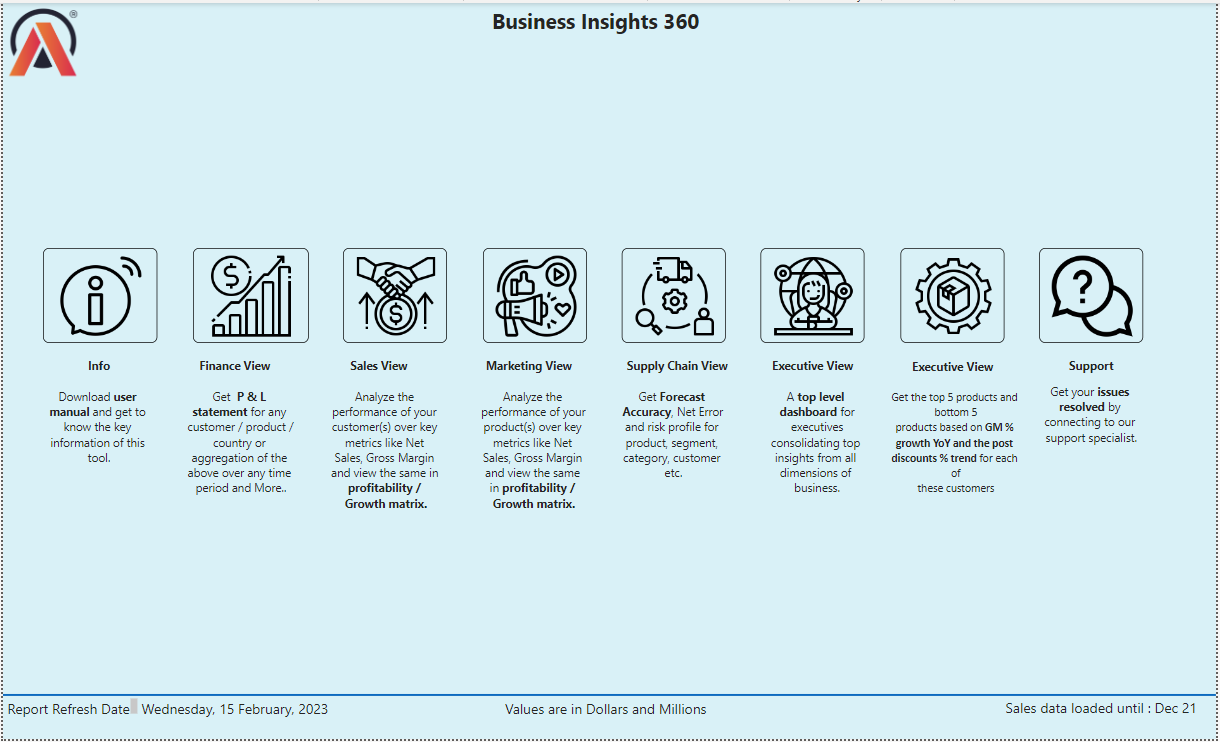 Business Insights 360
®
Info
Download user
manual and get to
know the key
information of this
tool.
Finance View
Get P & L
statement for any
customer / product /
country or
aggregation of the
above over any time
period and More..
Sales View
Analyze the
performance of your
customer(s) over key
metrics like Net
Sales, Gross Margin
and view the same in
profitability /
Growth matrix.
Marketing View
Analyze the
performance of your
product(s) over key
metrics like Net
Sales, Gross Margin
and view the same
in profitability /
Growth matrix.
Supply Chain View
Get Forecast
Accuracy, Net Error
and risk profile for
product, segment,
category, customer
etc.
Executive View
A top level
dashboard for
executives
consolidating top
insights from all
dimensions of
business.
Executive View
Get the top 5 products and
bottom 5
products based on GM %
growth YoY and the post
discounts % trend for each
of
these customers
Support
Get your issues
resolved by
connecting to our
support specialist.
Report Refresh Date Wednesday, 15 February, 2023
Values are in Dollars and Millions
Sales data loaded until : Dec 21